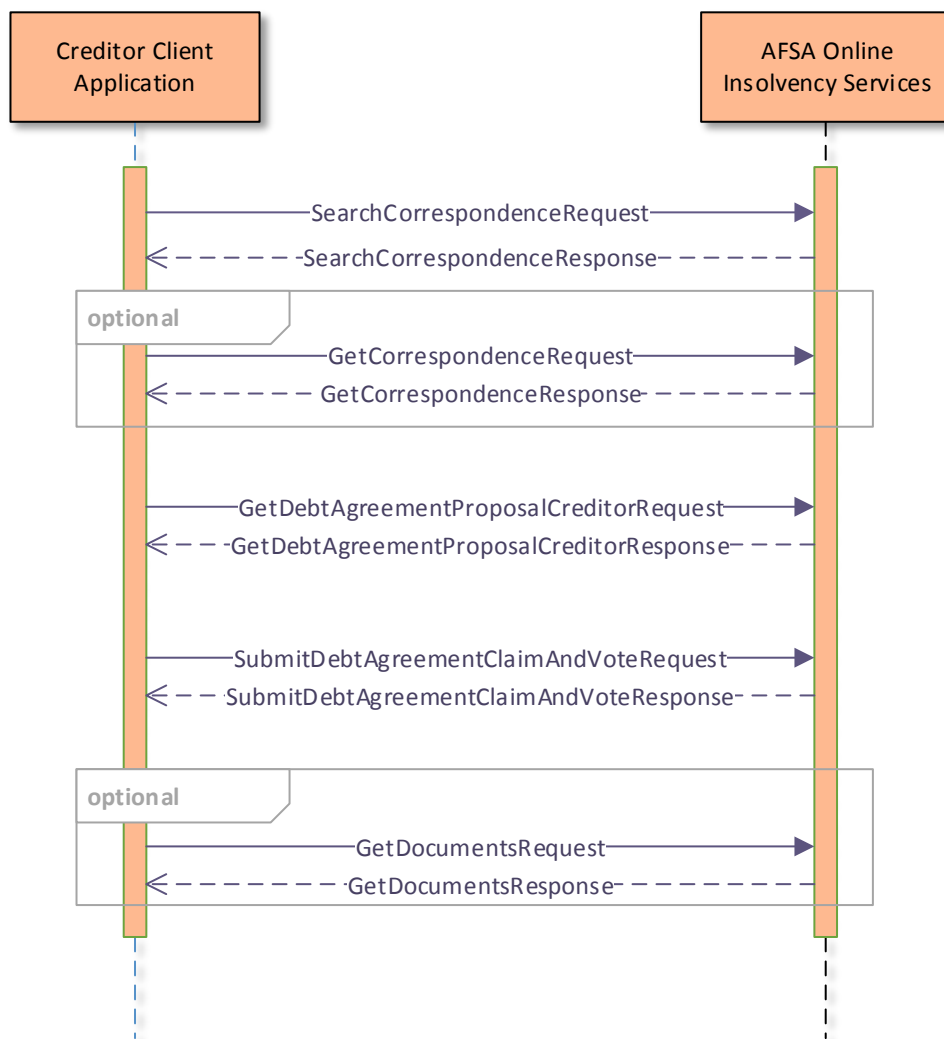 Creditor Client
Application
AFSA Online
Insolvency Services
SearchCorrespondenceRequest
SearchCorrespondenceResponse
optional
GetCorrespondenceRequest
GetCorrespondenceResponse
GetDebtAgreementProposalCreditorRequest
GetDebtAgreementProposalCreditorResponse
SubmitDebtAgreementClaimAndVoteRequest
SubmitDebtAgreementClaimAndVoteResponse
optional
GetDocumentsRequest
GetDocumentsResponse